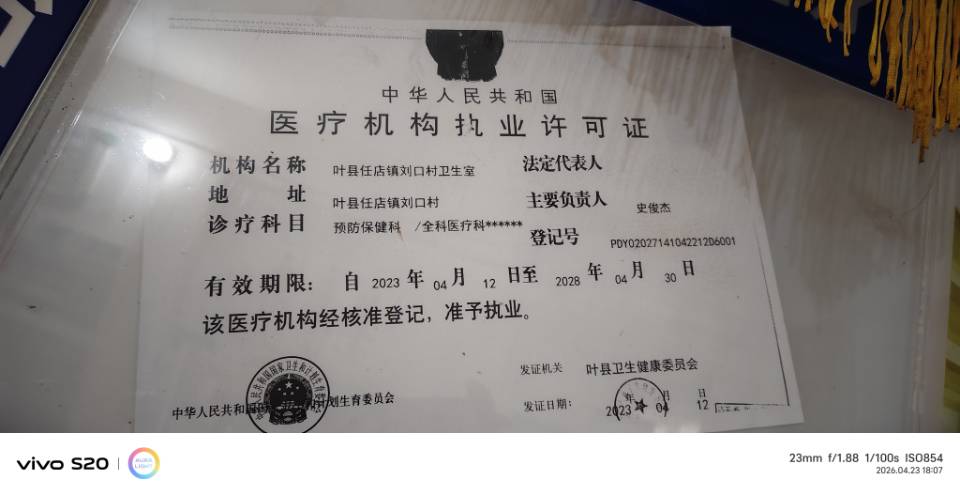 中华人民共和国
医疗机构执业许可证
机构名称 叶县任店镇刘口村卫生室 法定代表人
地址 叶县任店镇刘口村 主要负责人 史俊杰
诊疗科目 预防保健科 /全科医疗科****** 登记号 PDY02027141042212D6001
有效期限: 自 2023 年 04 月 12 日至 2028 年 04 月 30 日
该医疗机构经核准登记，准予执业。
发证机关 叶县卫生健康委员会
中华人民共和国国 计划生育委员会 发证日期: 2023 年 04 月 12 日
vivo S20 AURA LIGHT 23mm f/1.88 1/100s ISO854
2026.04.23 18:07